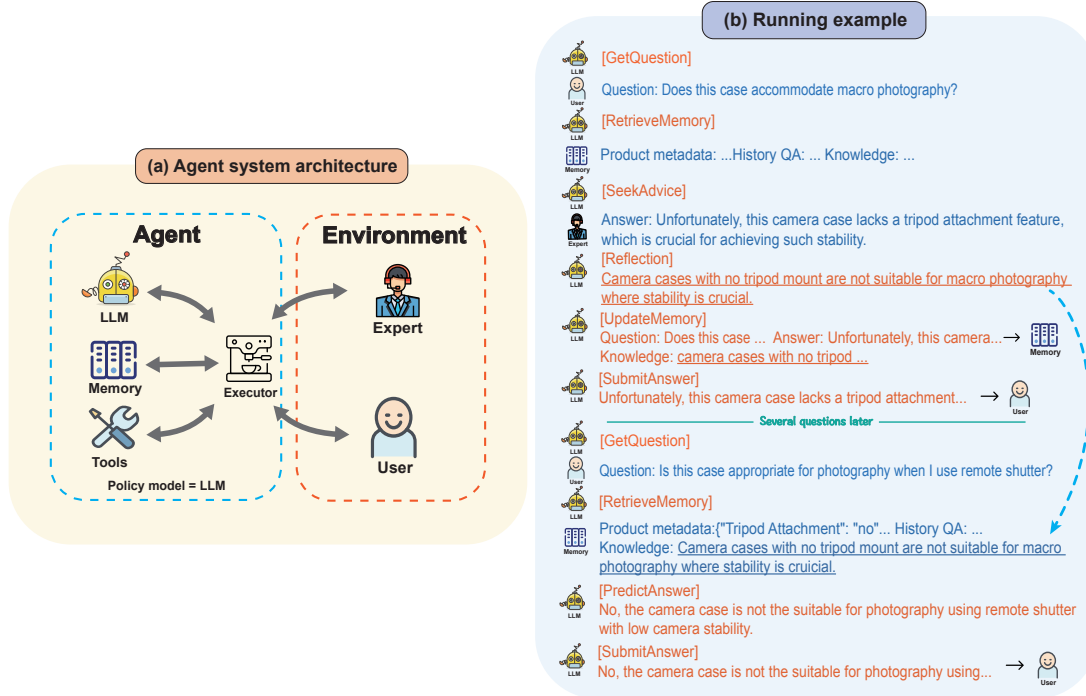 (a) Agent system architecture
Agent
Environment
LLM
Memory
Tools
Executor
Expert
User
Policy model = LLM
(b) Running example
LLM
[GetQuestion]
User
Question: Does this case accommodate macro photography?
LLM
[RetrieveMemory]
Memory
Product metadata: ...History QA: ... Knowledge: ...
LLM
[SeekAdvice]
Expert
Answer: Unfortunately, this camera case lacks a tripod attachment feature,
which is crucial for achieving such stability.
LLM
[Reflection]
Camera cases with no tripod mount are not suitable for macro photography
where stability is crucial.
LLM
[UpdateMemory]
Question: Does this case ... Answer: Unfortunately, this camera...→
Memory
Knowledge: camera cases with no tripod ...
LLM
[SubmitAnswer]
Unfortunately, this camera case lacks a tripod attachment... →
User
Several questions later
LLM
[GetQuestion]
User
Question: Is this case appropriate for photography when I use remote shutter?
LLM
[RetrieveMemory]
Memory
Product metadata:{"Tripod Attachment": "no"... History QA: ...
Knowledge: Camera cases with no tripod mount are not suitable for macro
photography where stability is cruicial.
LLM
[PredictAnswer]
No, the camera case is not the suitable for photography using remote shutter
with low camera stability.
LLM
[SubmitAnswer]
No, the camera case is not the suitable for photography using... →
User